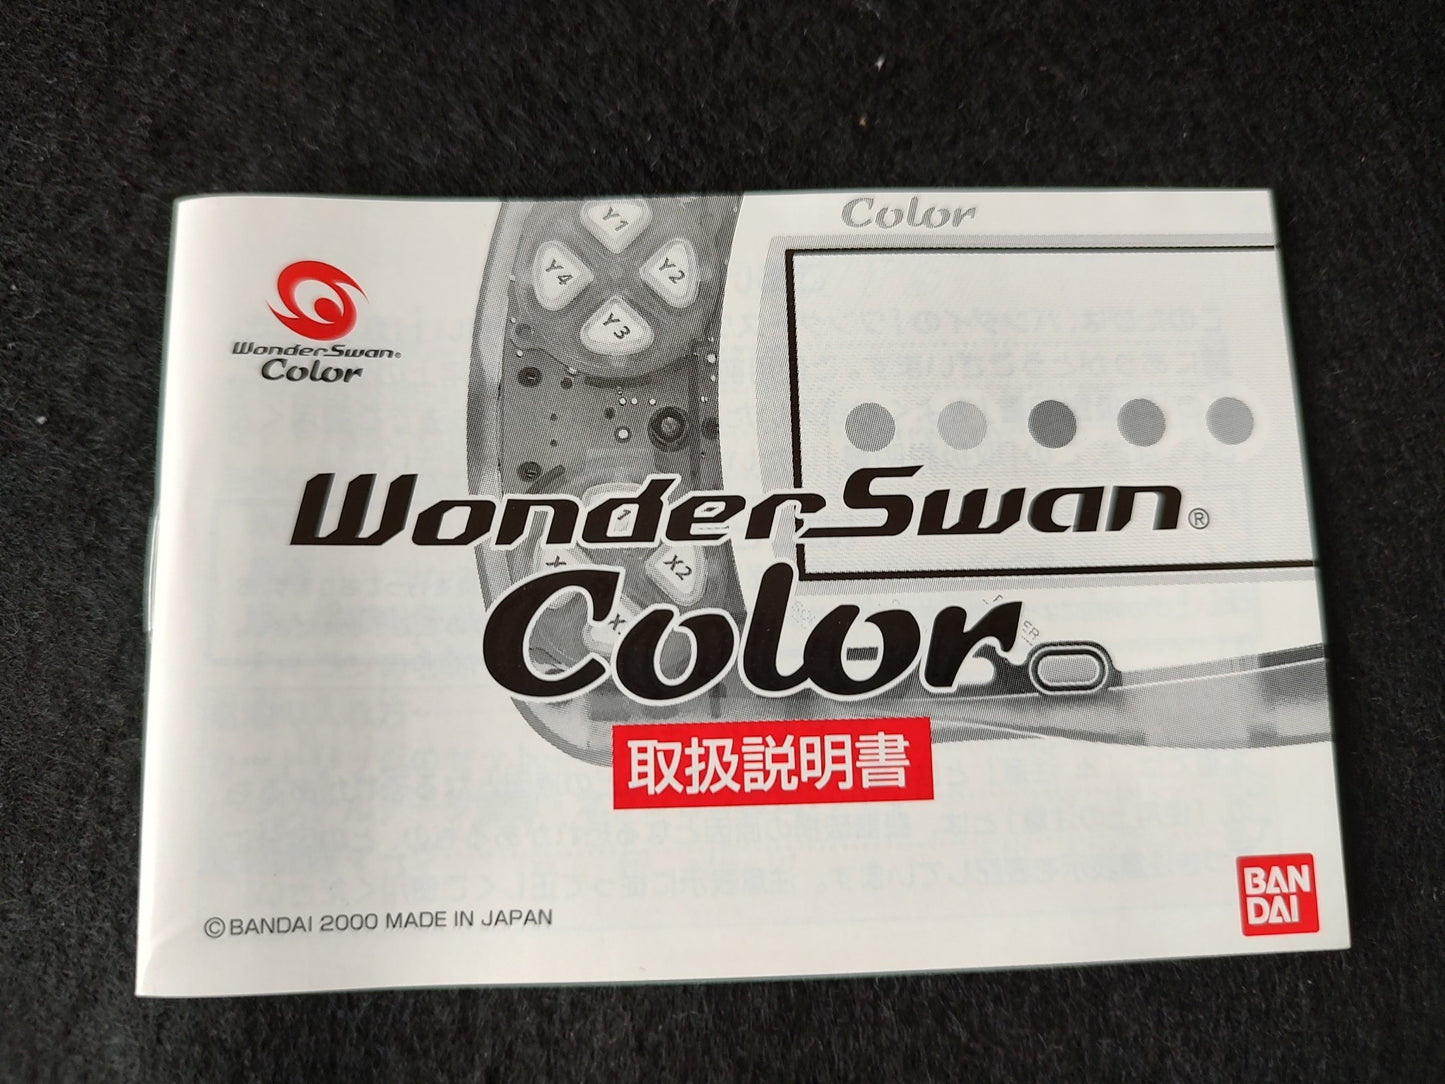 Color
Y1
Y4
Y2
Y3
WonderSwan®
Color
WonderSwan®
X2
Color
取扱説明書
BAN
DAI
©BANDAI 2000 MADE IN JAPAN